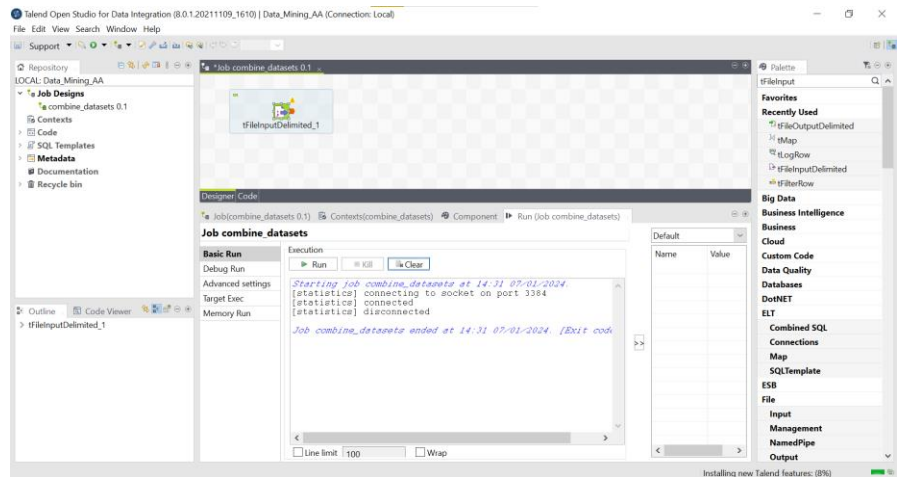 Talend Open Studio for Data Integration (8.0.1.20211109_1610) | Data_Mining_AA (Connection: Local)
File Edit View Search Window Help
Support
Repository
LOCAL: Data_Mining_AA
Job Designs
combine_datasets 0.1
Contexts
Code
SQL Templates
Metadata
Documentation
Recycle bin
Outline Code Viewer
tFileInputDelimited_1
*Job combine_datasets 0.1
tFileInputDelimited_1
Designer Code
Job(combine_datasets 0.1) Contexts(combine_datasets) Component Run (Job combine_datasets)
Job combine_datasets
Basic Run
Debug Run
Advanced settings
Target Exec
Memory Run
Execution
Run Kill Clear
Starting job combine_datasets at 14:31 07/01/2024.
[statistics] connecting to socket on port 3384
[statistics] connected
[statistics] disconnected
Job combine_datasets ended at 14:31 07/01/2024. [Exit code
Line limit 100 Wrap
>>
Default
Name Value
Palette
tFileInput
Favorites
Recently Used
tFileOutputDelimited
tMap
tLogRow
tFileInputDelimited
tFilterRow
Big Data
Business Intelligence
Business
Cloud
Custom Code
Data Quality
Databases
DotNET
ELT
Combined SQL
Connections
Map
SQLTemplate
ESB
File
Input
Management
NamedPipe
Output
Installing new Talend features: (8%)